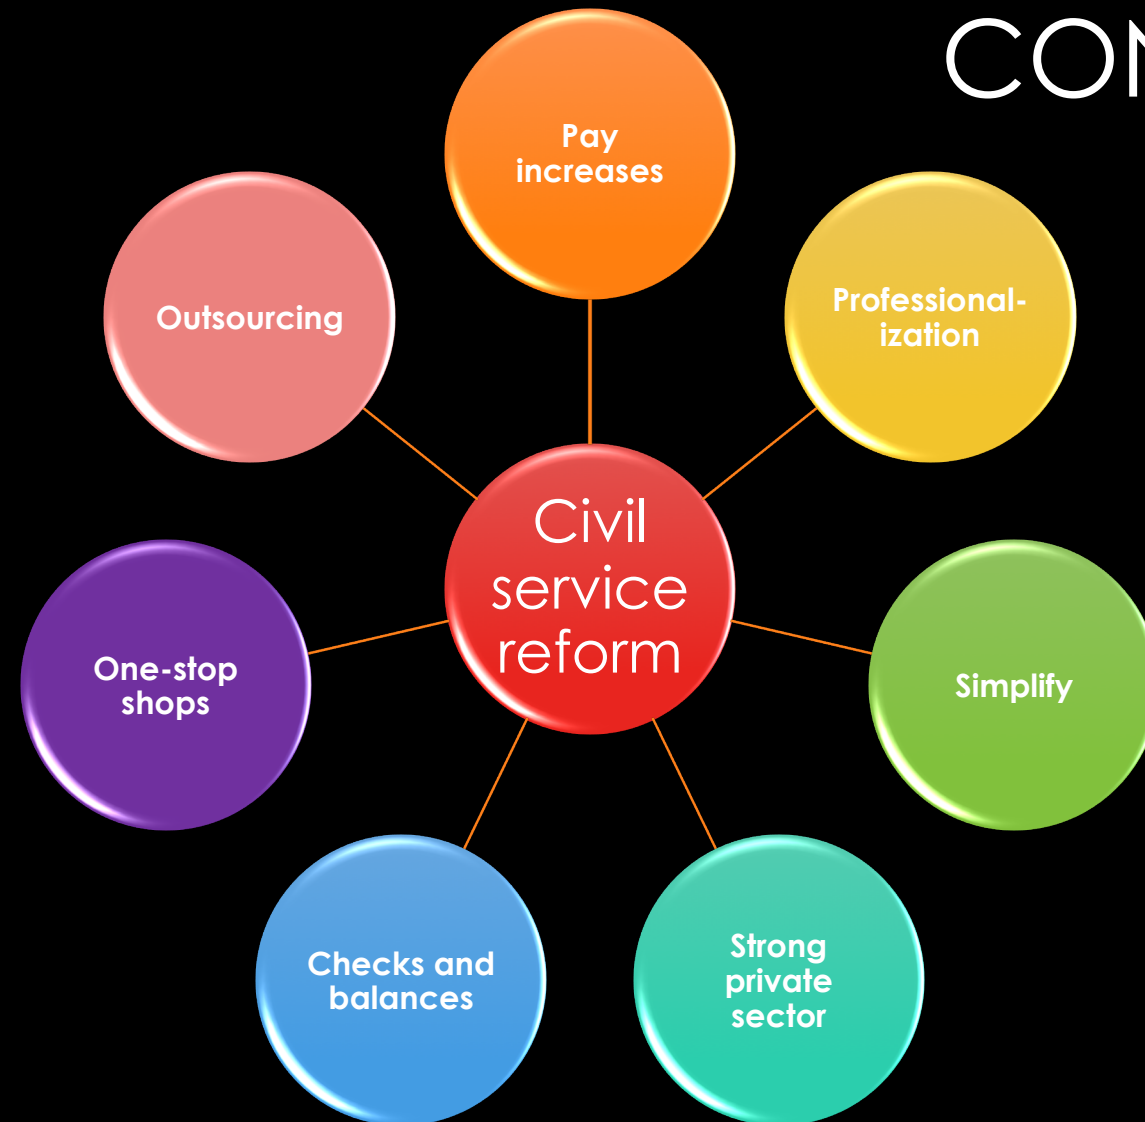 CON
Pay
increases
Professional-
ization
Outsourcing
Civil
service
reform
One-stop
shops
Simplify
Checks and
balances
Strong
private
sector